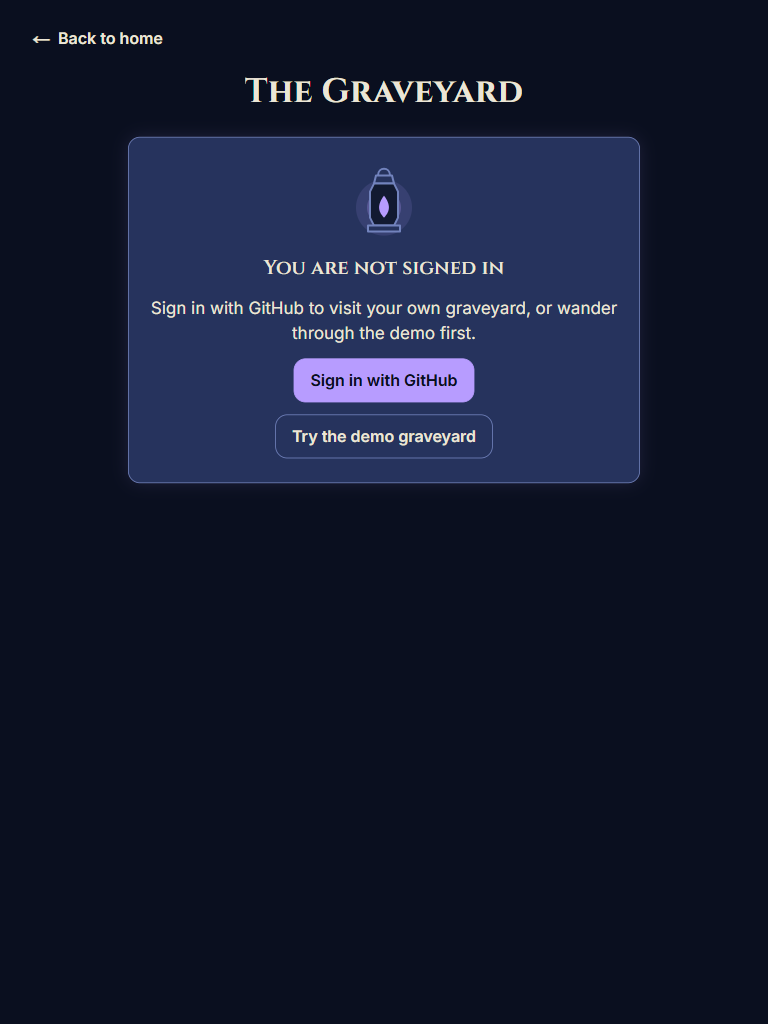 ← Back to home
The Graveyard
You are not signed in
Sign in with GitHub to visit your own graveyard, or wander
through the demo first.
Sign in with GitHub
Try the demo graveyard